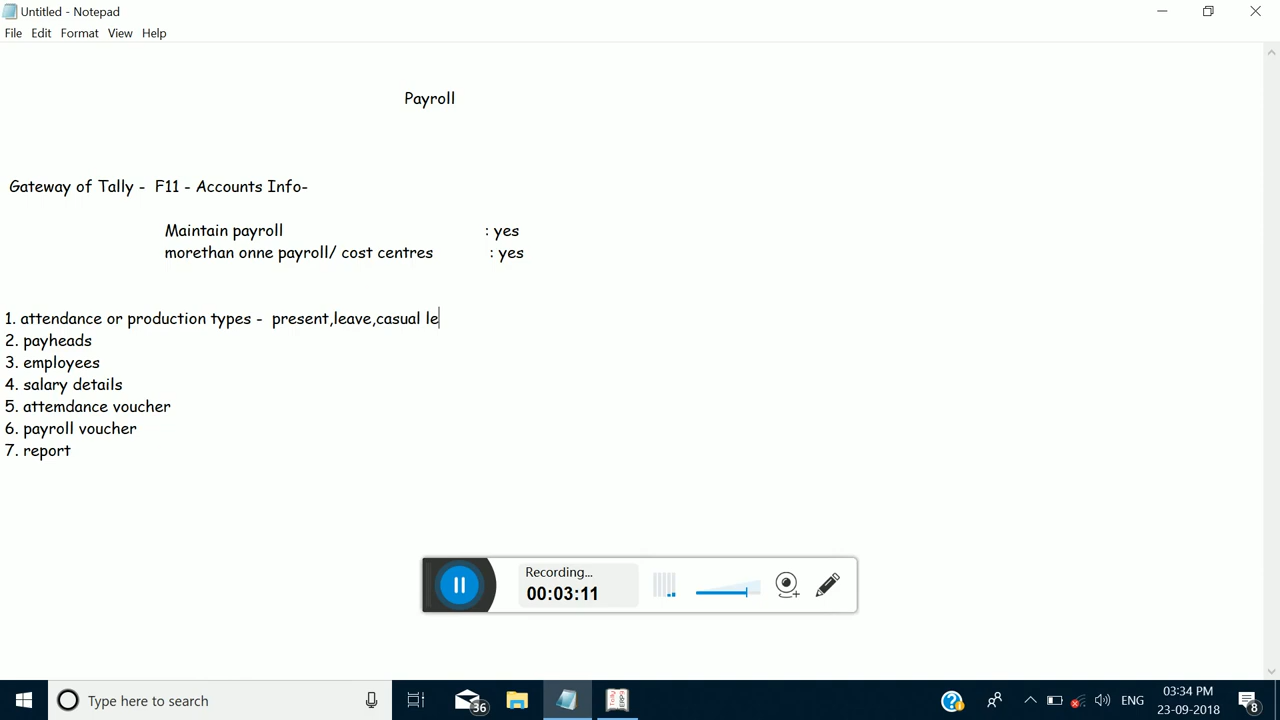 Untitled - Notepad
File Edit Format View Help
Payroll
Gateway of Tally - F11 - Accounts Info-
Maintain payroll : yes
morethan onne payroll/ cost centres : yes
1. attendance or production types - present,leave,casual le
2. payheads
3. employees
4. salary details
5. attemdance voucher
6. payroll voucher
7. report
Recording...
00:03:11
Type here to search
36
ENG
03:34 PM
23-09-2018
8